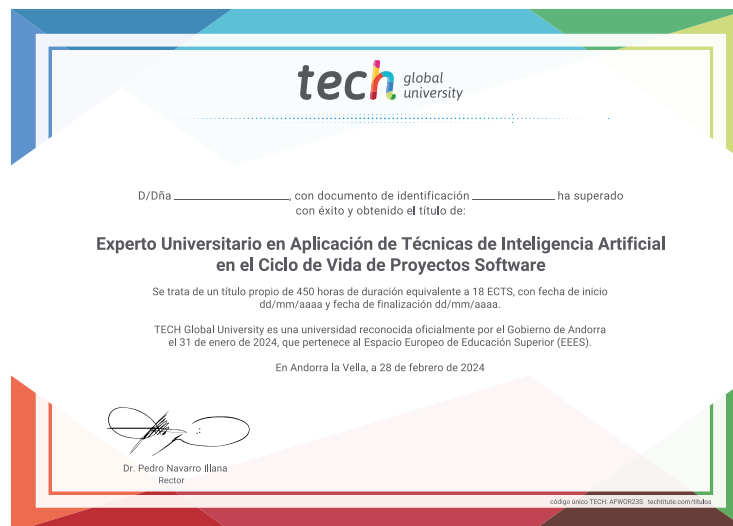 tech global university
D/Dña ____________________, con documento de identificación ______________ ha superado
con éxito y obtenido el título de:
Experto Universitario en Aplicación de Técnicas de Inteligencia Artificial
en el Ciclo de Vida de Proyectos Software
Se trata de un título propio de 450 horas de duración equivalente a 18 ECTS, con fecha de inicio
dd/mm/aaaa y fecha de finalización dd/mm/aaaa.
TECH Global University es una universidad reconocida oficialmente por el Gobierno de Andorra
el 31 de enero de 2024, que pertenece al Espacio Europeo de Educación Superior (EEES).
En Andorra la Vella, a 28 de febrero de 2024
Dr. Pedro Navarro Illana
Rector
código único TECH: AFWOR23S techtitute.com/titulos